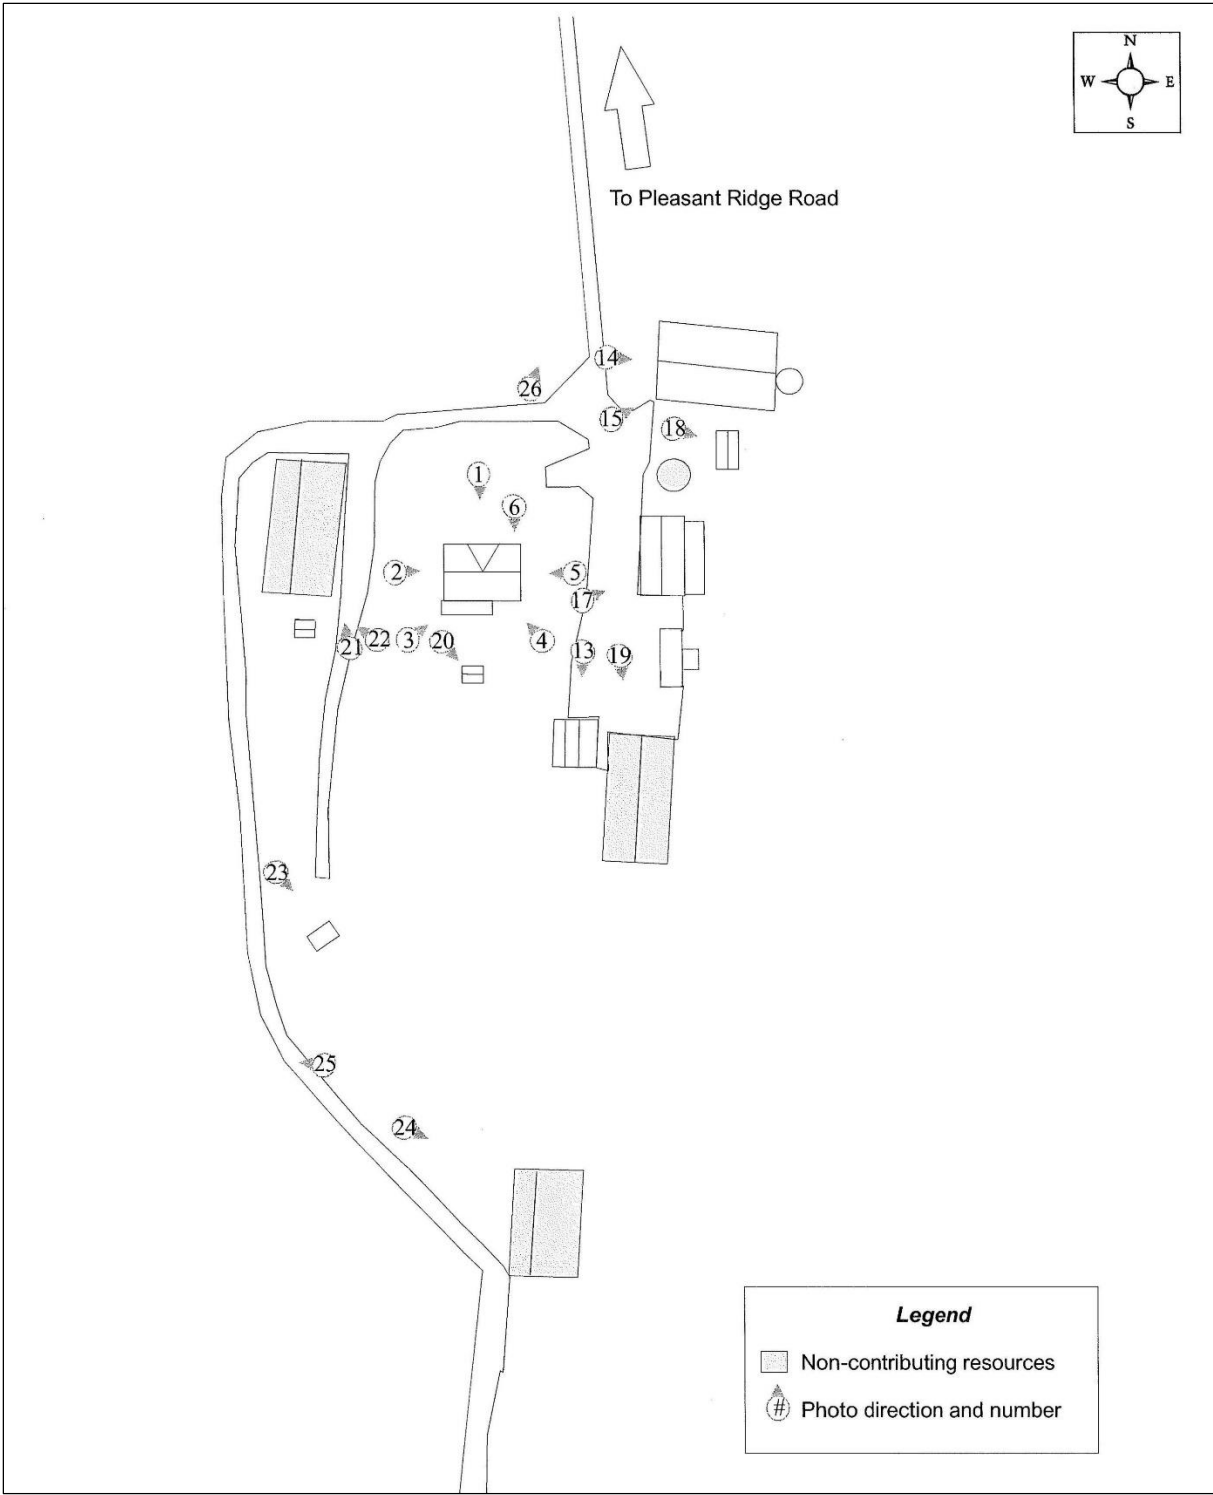 N
W E
S
To Pleasant Ridge Road
14
26
15
18
1
6
2
5
17
21
22
3
20
4
13
19
23
25
24
Legend
Non-contributing resources
# Photo direction and number